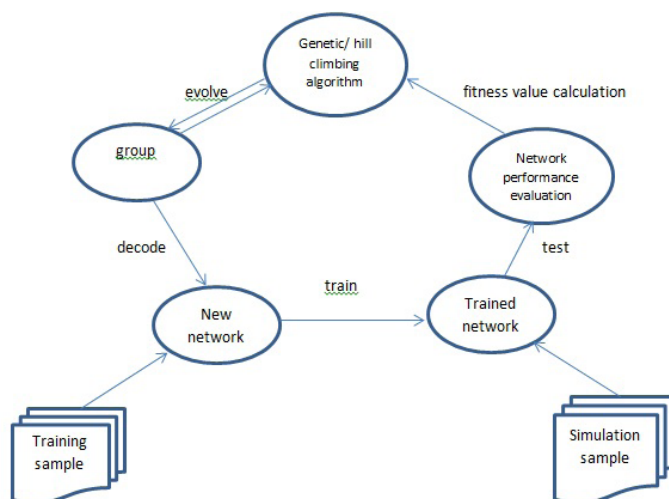 Genetic/ hill
climbing
algorithm
evolve
fitness value calculation
group
Network
performance
evaluation
decode
test
train
New
network
Trained
network
Training
sample
Simulation
sample